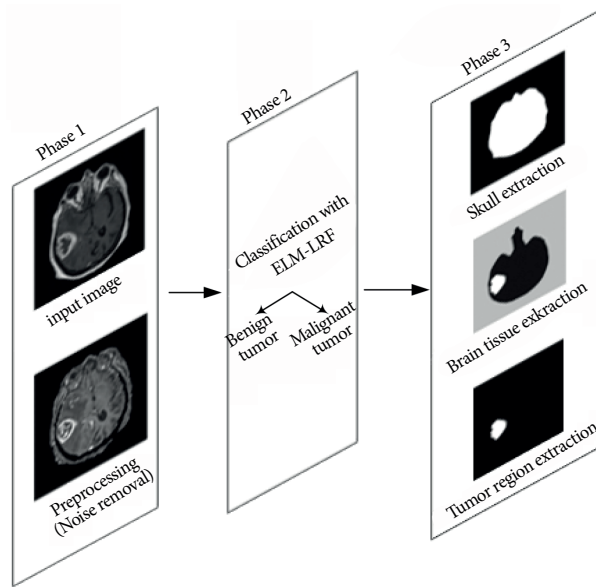 Phase 1
input image
Preprocessing
(Noise removal)
Phase 2
Classification with
ELM-LRF
Benign
tumor
Malignant
tumor
Phase 3
Skull extraction
Brain tissue exkraction
Tumor region extraction